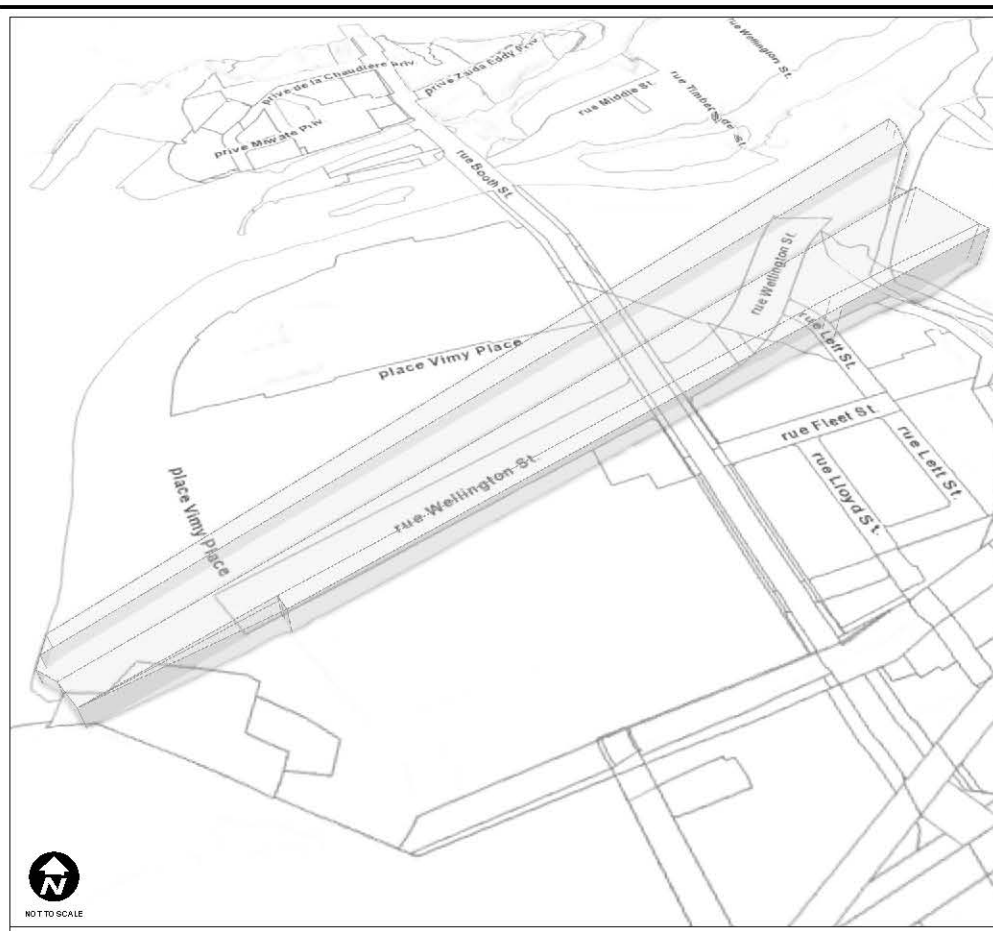 rue Wellington St.
prive de la Chaudière Priv
prive Zaida Eddy Priv
rue Middle St.
prive Miwate Priv
rue Booth St.
rue Wellington St.
place Vimy Place
rue Lett St.
rue Fleet St.
rue Lett St.
rue Lloyd St.
rue Wellington St.
place Vimy Place
N
NOT TO SCALE